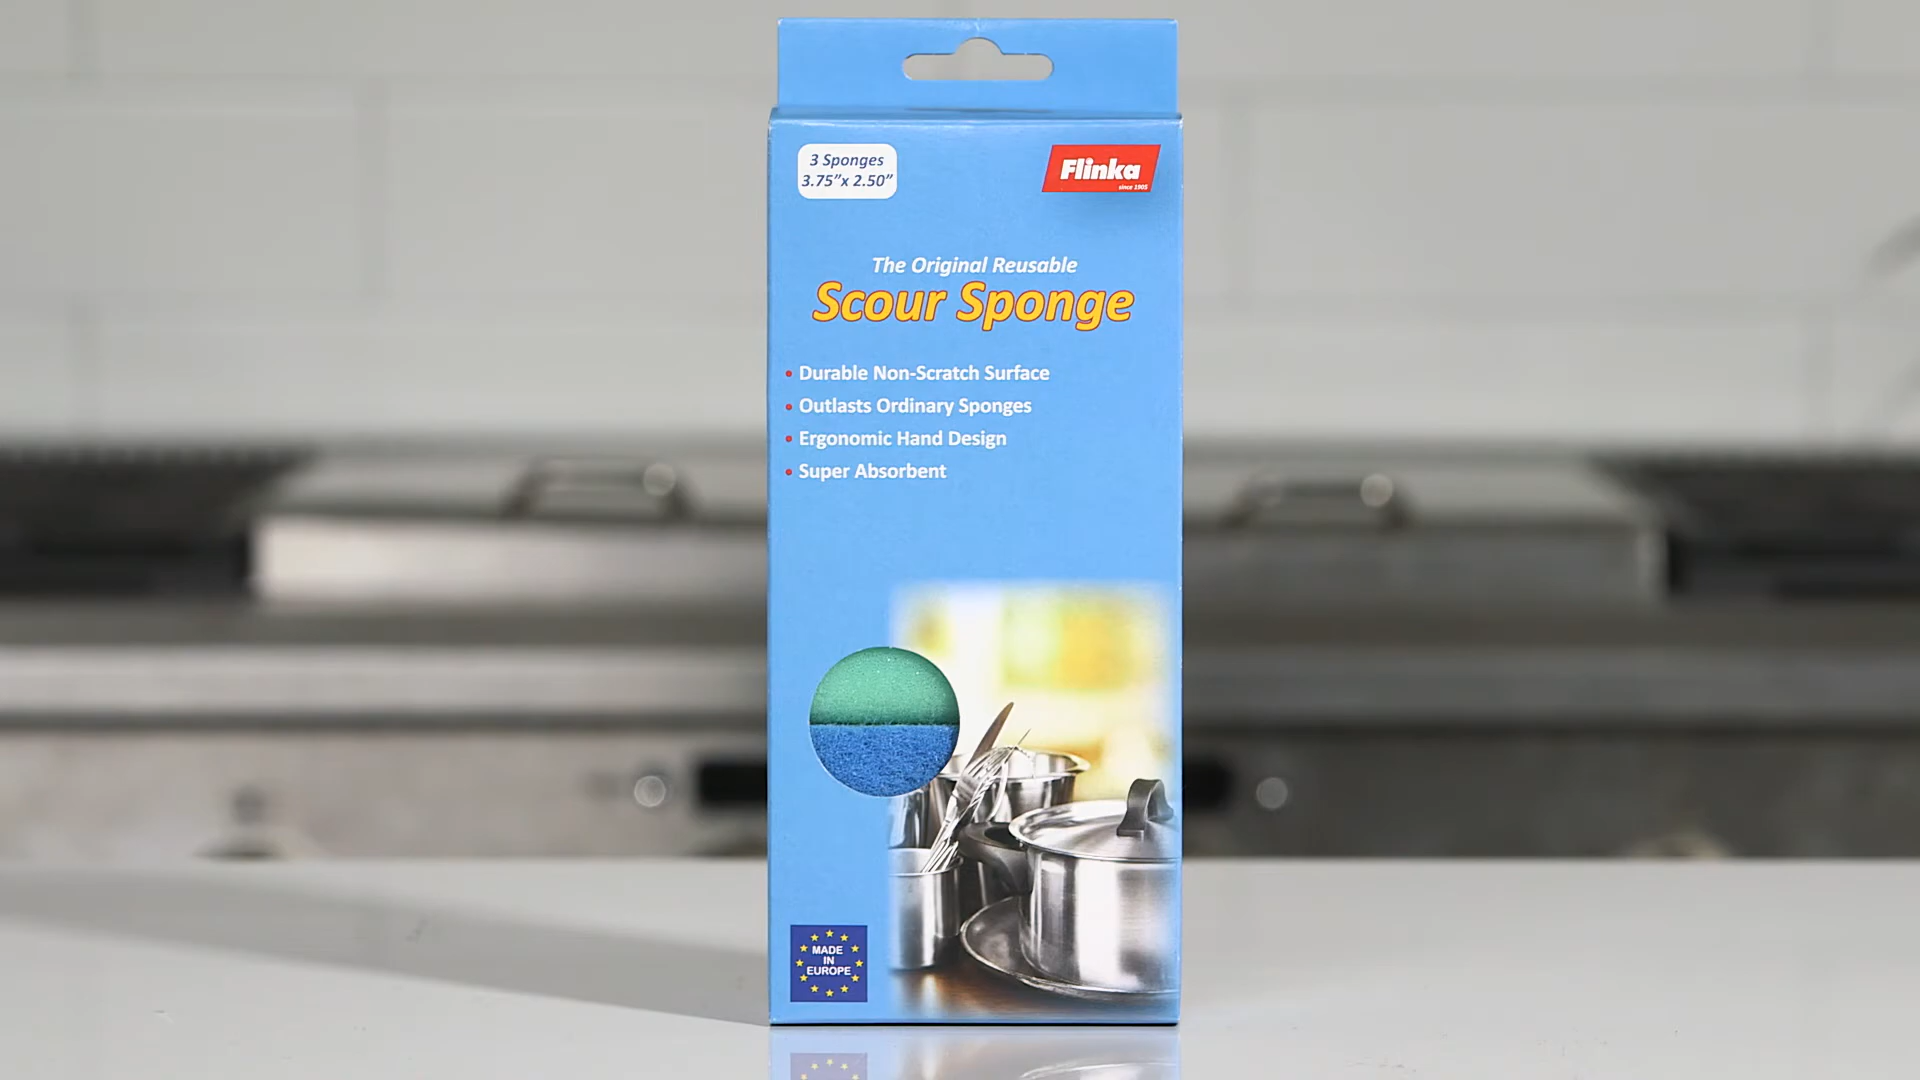 3 Sponges
3.75”x 2.50”
Flinka
since 1905
The Original Reusable
Scour Sponge
• Durable Non-Scratch Surface
• Outlasts Ordinary Sponges
• Ergonomic Hand Design
• Super Absorbent
MADE
IN
EUROPE